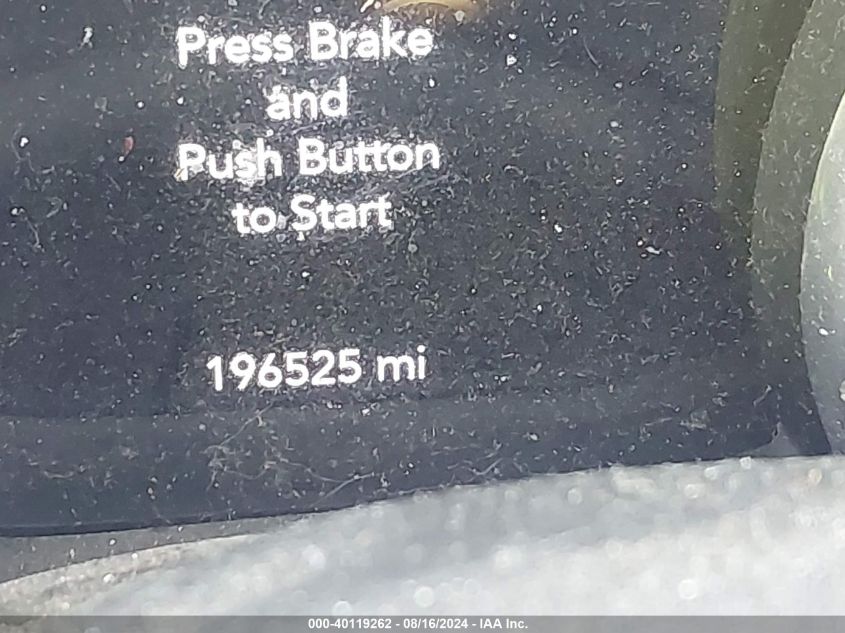 Press Brake
and
Push Button
to Start
196525 mi
000-40119262 - 08/16/2024 - IAA Inc.